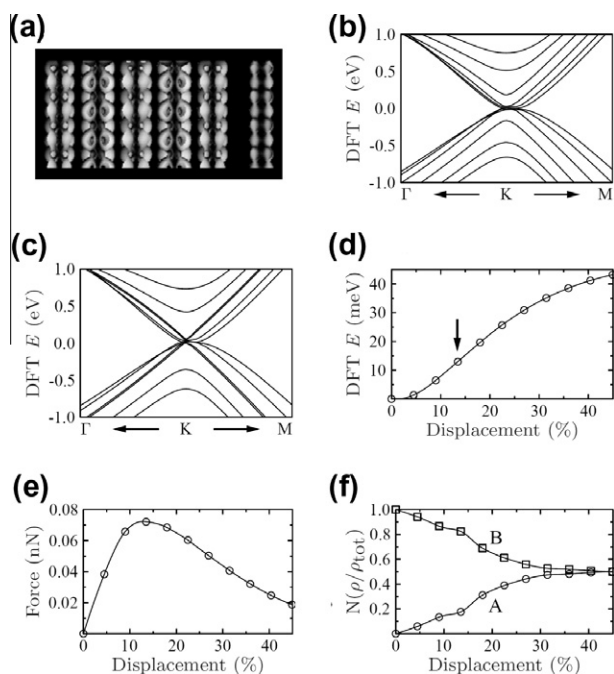 (a)
(b)
DFT E (eV)
1.0
0.5
0.0
-0.5
-1.0
Γ K M
(c)
DFT E (eV)
1.0
0.5
0.0
-0.5
-1.0
Γ K M
(d)
DFT E (meV)
40
30
20
10
0 10 20 30 40
Displacement (%)
(e)
Force (nN)
0.08
0.06
0.04
0.02
0 10 20 30 40
Displacement (%)
(f)
N(ρ/ρtot)
1.0
0.8
0.6
0.4
0.2
B
A
0 10 20 30 40
Displacement (%)